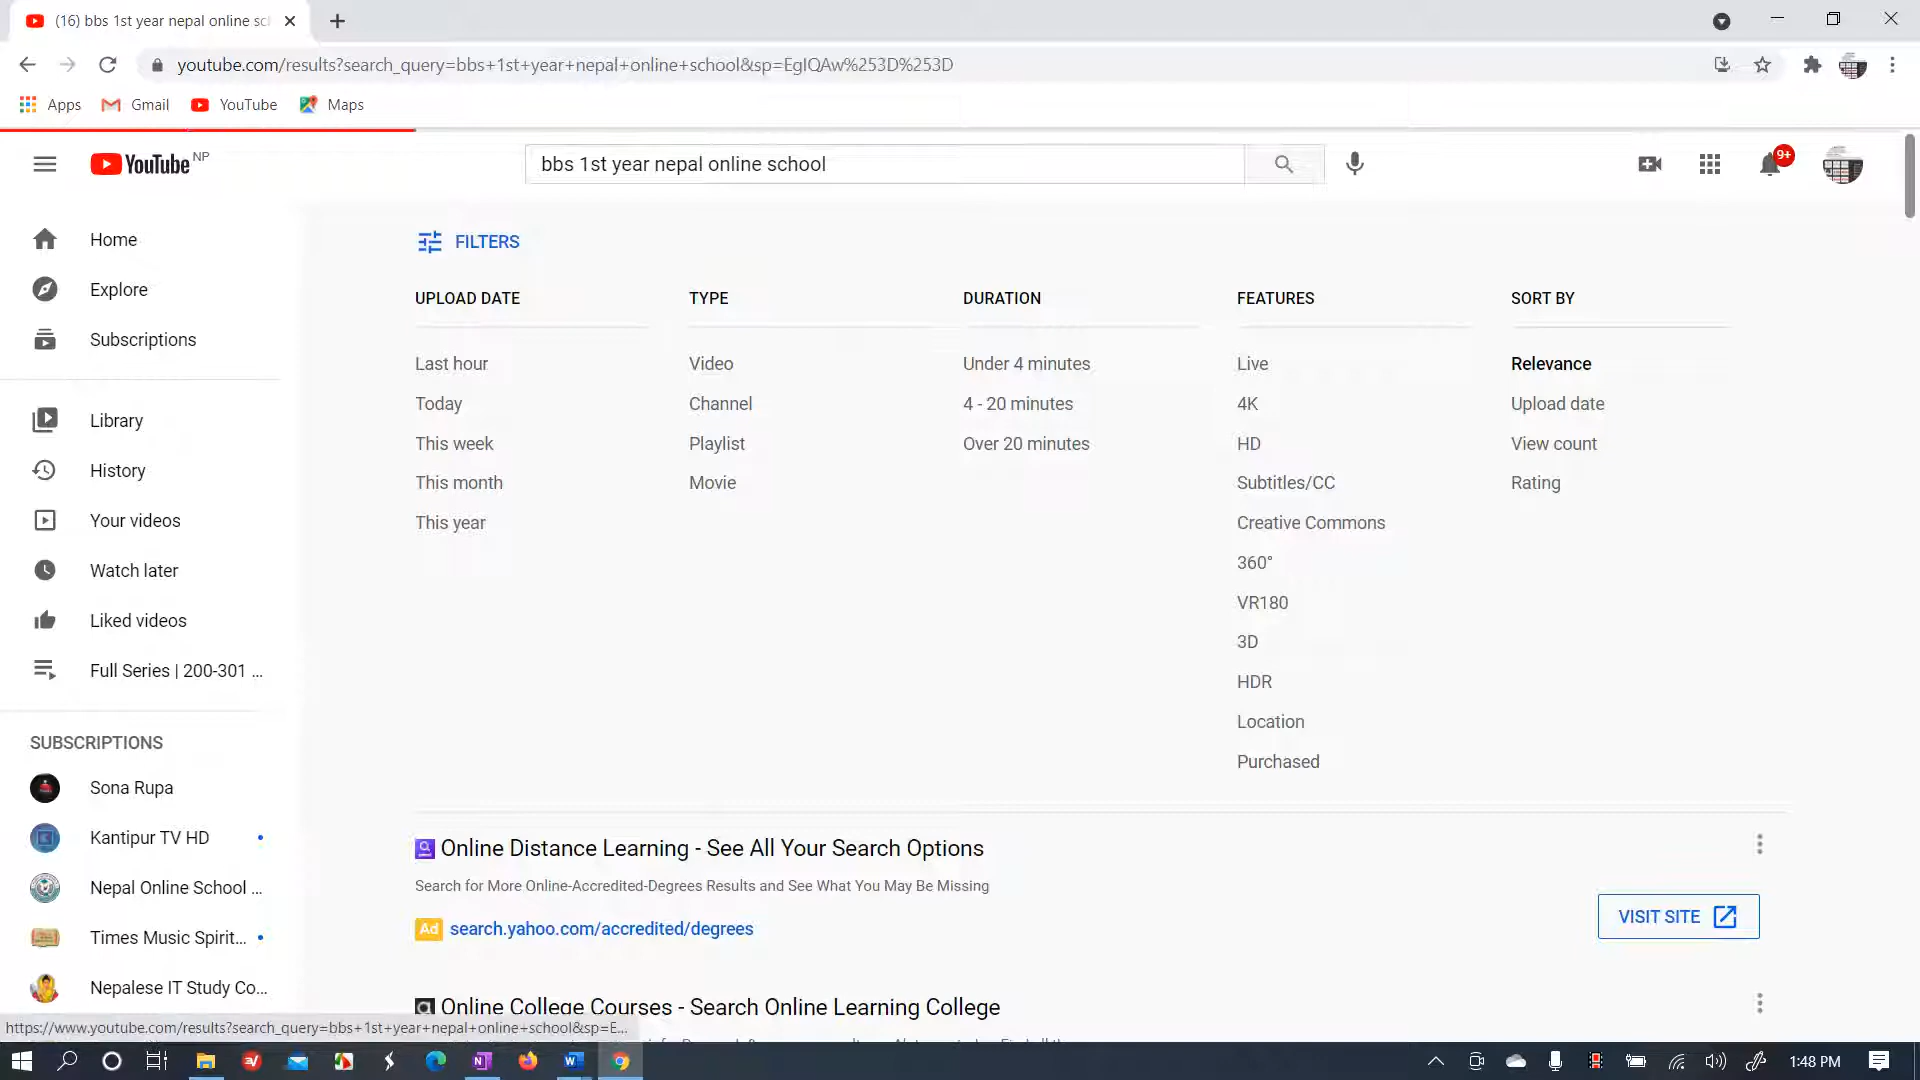 (16) bbs 1st year nepal online sch
youtube.com/results?search_query=bbs+1st+year+nepal+online+school&sp=EgIQAw%253D%253D
Apps Gmail YouTube Maps
YouTube NP
bbs 1st year nepal online school
9+
Home
Explore
Subscriptions
Library
History
Your videos
Watch later
Liked videos
Full Series | 200-301 ...
SUBSCRIPTIONS
Sona Rupa
Kantipur TV HD
Nepal Online School ...
Times Music Spirit...
Nepalese IT Study Co...
FILTERS
UPLOAD DATE
Last hour
Today
This week
This month
This year
TYPE
Video
Channel
Playlist
Movie
DURATION
Under 4 minutes
4 - 20 minutes
Over 20 minutes
FEATURES
Live
4K
HD
Subtitles/CC
Creative Commons
360°
VR180
3D
HDR
Location
Purchased
SORT BY
Relevance
Upload date
View count
Rating
Online Distance Learning - See All Your Search Options
Search for More Online-Accredited-Degrees Results and See What You May Be Missing
Ad search.yahoo.com/accredited/degrees
VISIT SITE
Online College Courses - Search Online Learning College
https://www.youtube.com/results?search_query=bbs+1st+year+nepal+online+school&sp=E...
1:48 PM